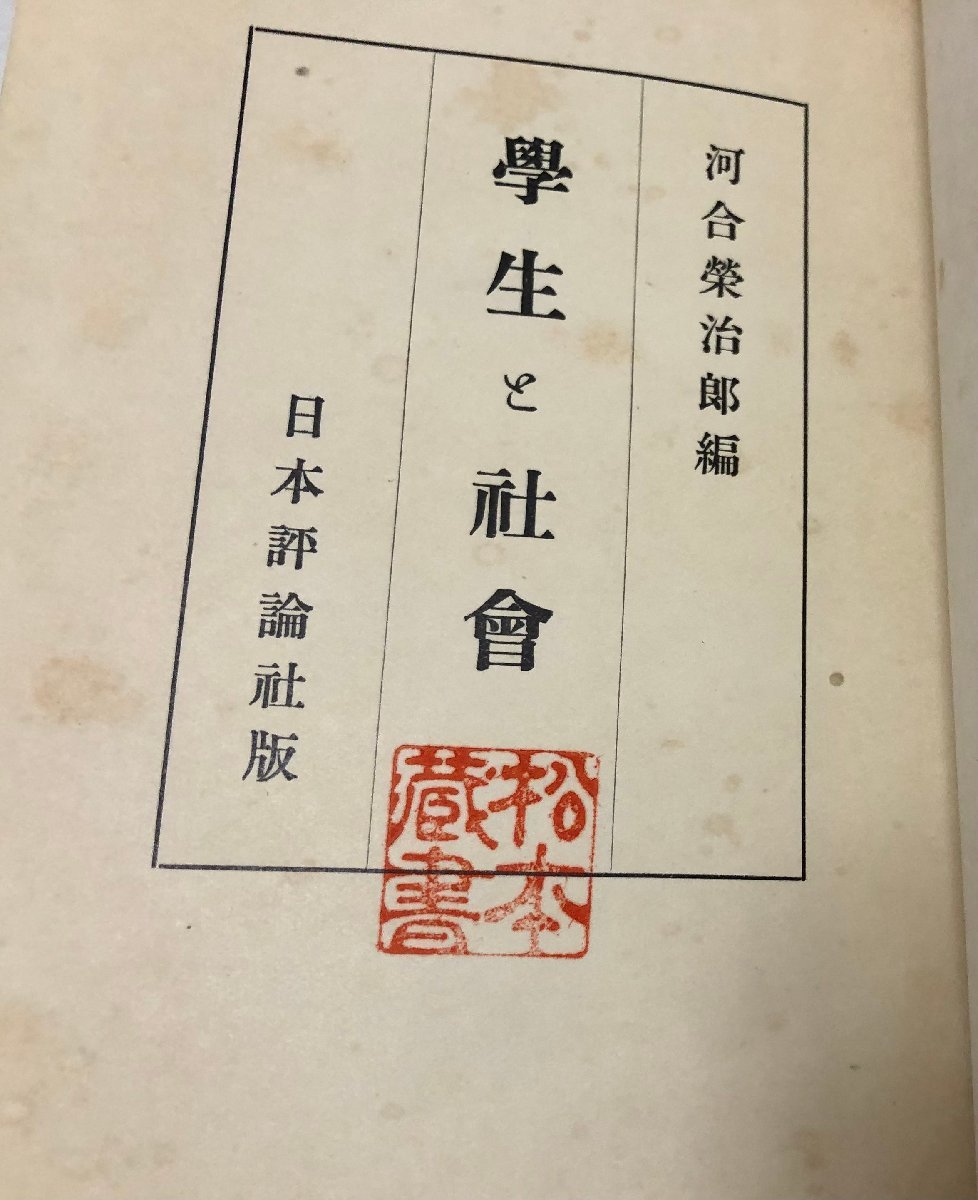 河合榮治郎編
學生と社會
日本評論社版
松本
藏書